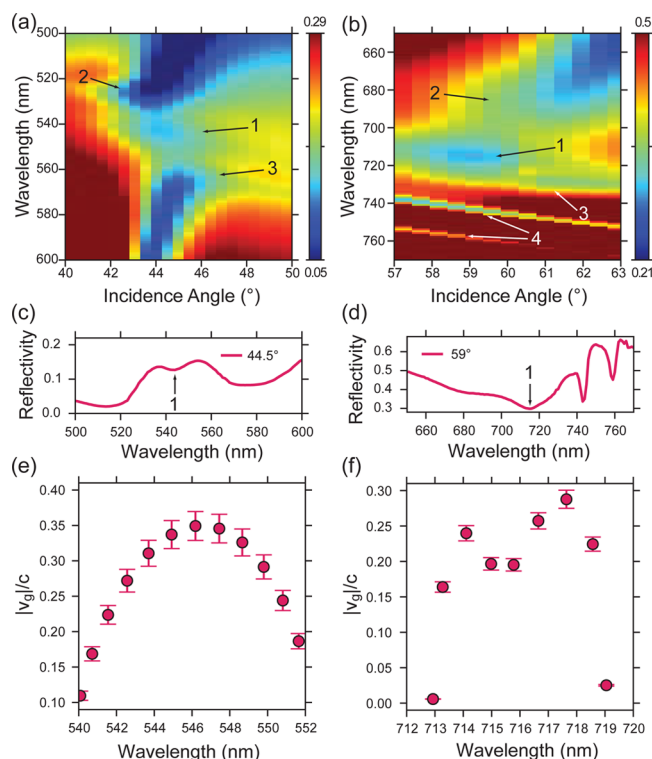 (a)
500
520
540
560
580
600
Wavelength (nm)
2
1
3
0.29
0.05
40 42 44 46 48 50
Incidence Angle (°)
(b)
660
680
700
720
740
760
Wavelength (nm)
2
1
3
4
0.5
0.21
57 58 59 60 61 62 63
Incidence Angle (°)
(c)
0.2
0.1
0.0
Reflectivity
44.5°
1
500 520 540 560 580 600
Wavelength (nm)
(d)
0.6
0.5
0.4
0.3
Reflectivity
59°
1
660 680 700 720 740 760
Wavelength (nm)
(e)
0.40
0.35
0.30
0.25
0.20
0.15
0.10
|vg|/c
540 542 544 546 548 550 552
Wavelength (nm)
(f)
0.30
0.25
0.20
0.15
0.10
0.05
0.00
|vg|/c
712 713 714 715 716 717 718 719 720
Wavelength (nm)